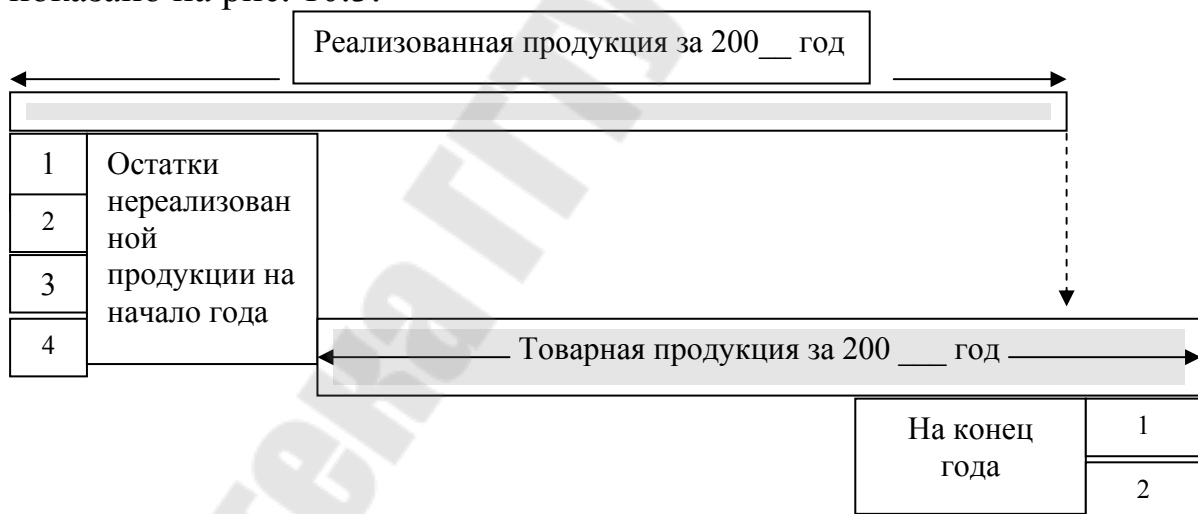 показано на рис. 10.3.
Реализованная продукция за 200__ год
1
Остатки
нереализован
2
ной
3
продукции на
начало года
4
Товарная продукция за 200 ___ год
На конец
года
1
2